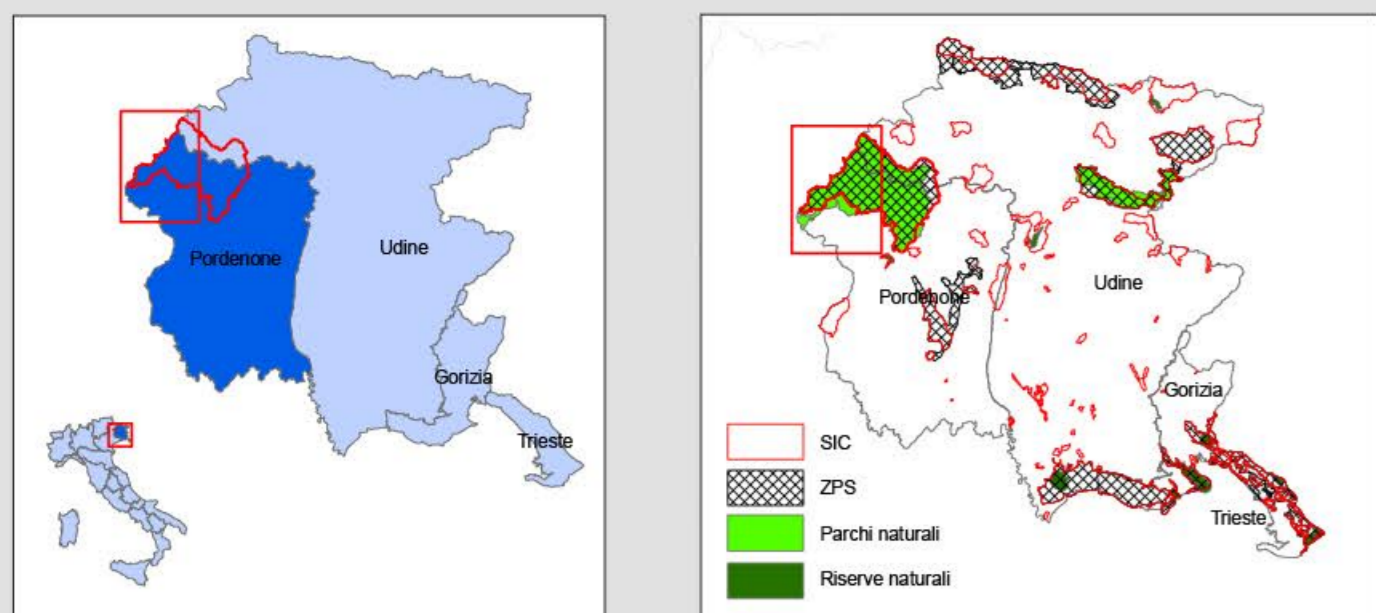 Pordenone
Udine
Gorizia
Trieste
Pordenone
Udine
Gorizia
Trieste
SIC
ZPS
Parchi naturali
Riserve naturali